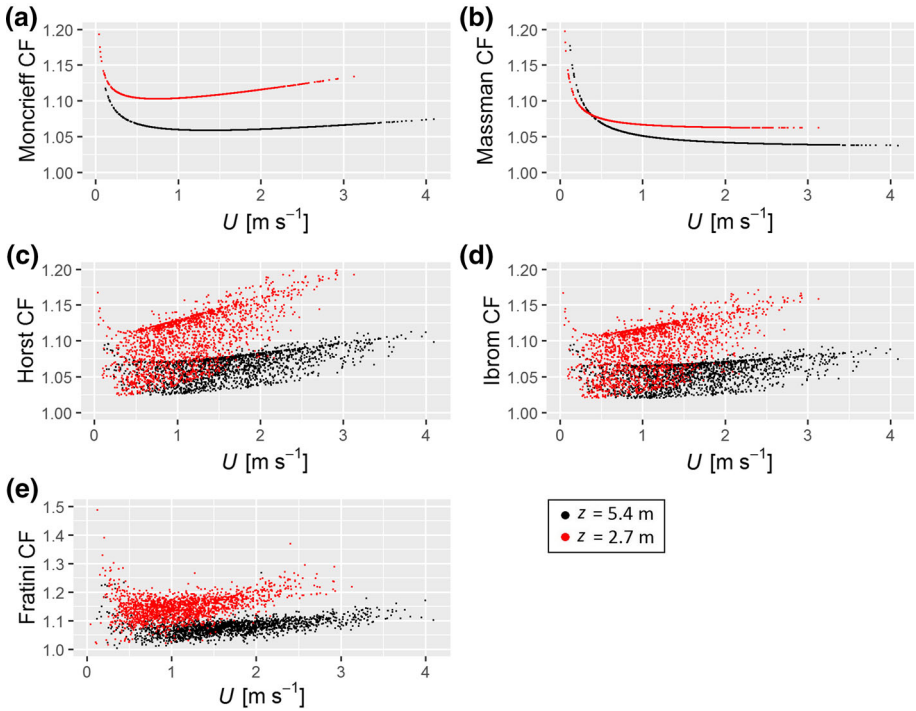 (a)
1.20
1.15
1.10
1.05
1.00
Moncrieff CF
0 1 2 3 4
U [m s⁻¹]
(b)
1.20
1.15
1.10
1.05
1.00
Massman CF
0 1 2 3 4
U [m s⁻¹]
(c)
1.20
1.15
1.10
1.05
1.00
Horst CF
0 1 2 3 4
U [m s⁻¹]
(d)
1.20
1.15
1.10
1.05
1.00
Ibrom CF
0 1 2 3 4
U [m s⁻¹]
(e)
1.5
1.4
1.3
1.2
1.1
1.0
Fratini CF
0 1 2 3 4
U [m s⁻¹]
z = 5.4 m
z = 2.7 m